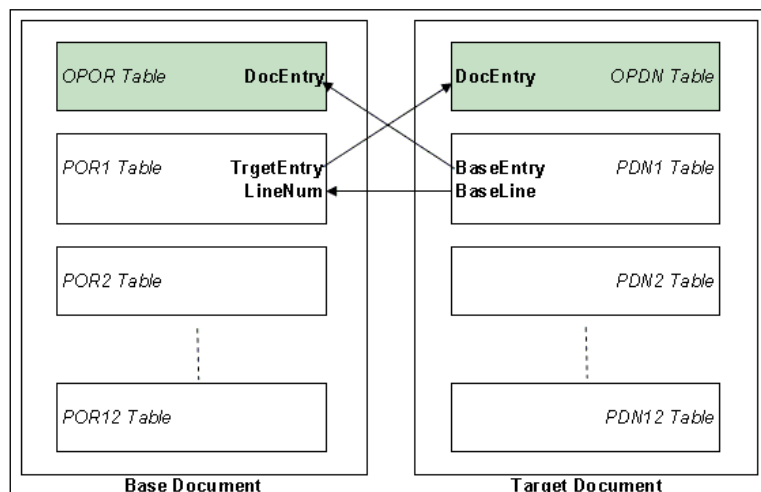 OPOR Table DocEntry
DocEntry OPDN Table
POR1 Table TrgetEntry
LineNum
BaseEntry PDN1 Table
BaseLine
POR2 Table
PDN2 Table
POR12 Table
PDN12 Table
Base Document
Target Document